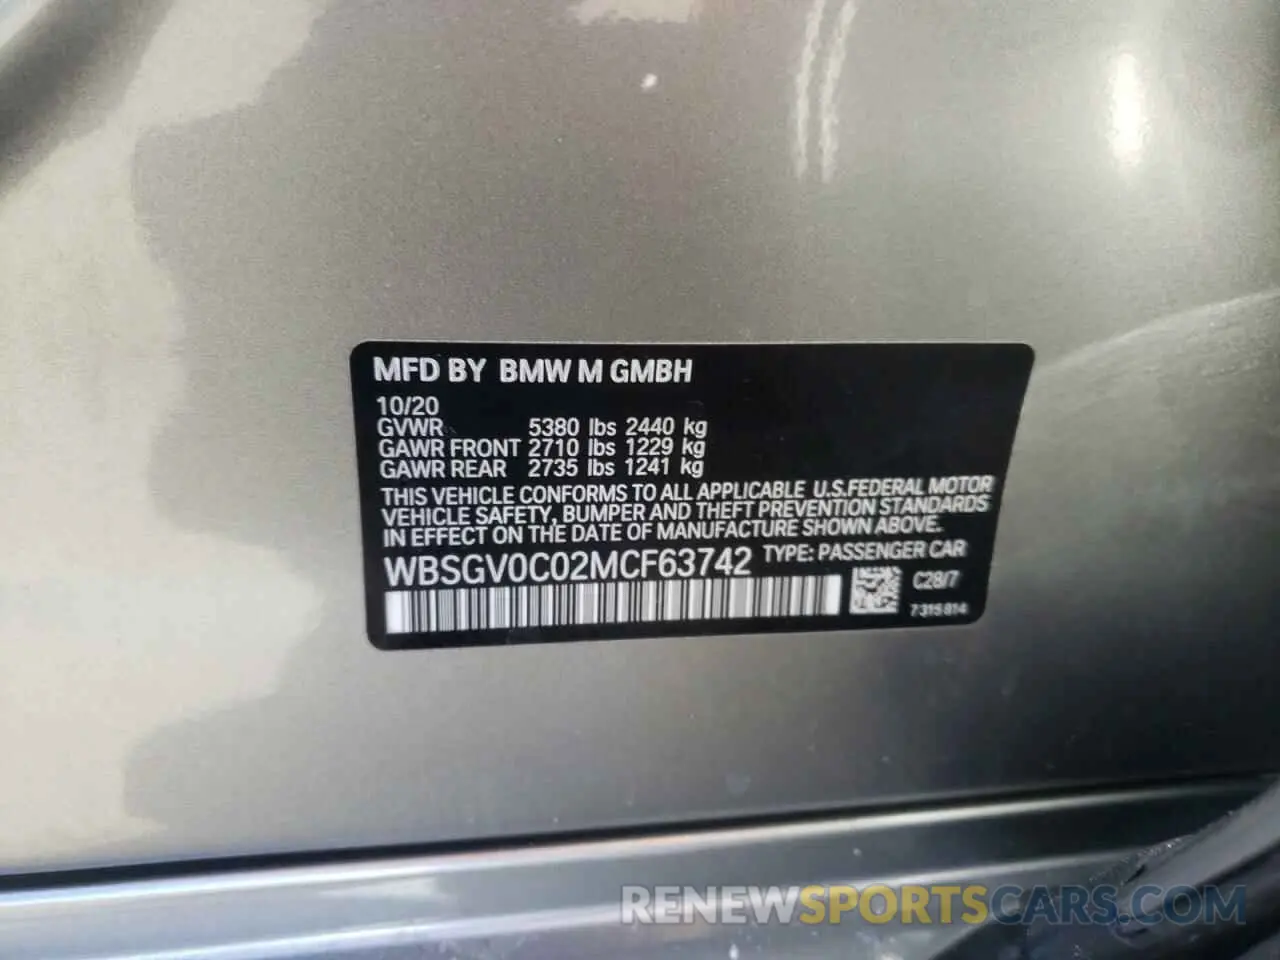 MFD BY BMW M GMBH
10/20
GVWR 5380 lbs 2440 kg
GAWR FRONT 2710 lbs 1229 kg
GAWR REAR 2735 lbs 1241 kg
THIS VEHICLE CONFORMS TO ALL APPLICABLE U.S.FEDERAL MOTOR
VEHICLE SAFETY, BUMPER AND THEFT PREVENTION STANDARDS
IN EFFECT ON THE DATE OF MANUFACTURE SHOWN ABOVE.
WBSGV0C02MCF63742 TYPE: PASSENGER CAR
C28/7
7315814
RENEWSPORTSCARS.COM